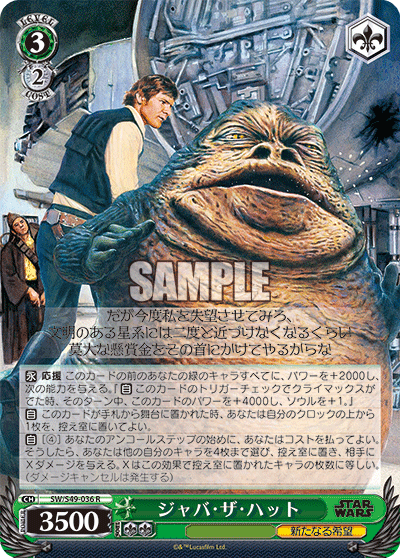 LEVEL
3
2
COST
SAMPLE
だが今度私を失望させてみろ、
文明のある星系には二度と近づけなくなるくらい
莫大な懸賞金をその首にかけてやるからな
永 応援 このカードの前のあなたの緑のキャラすべてに、パワーを+2000し、
次の能力を与える。『自 このカードのトリガーチェックでクライマックスが
でた時、そのターン中、このカードのパワーを+4000し、ソウルを+1。』
自 このカードが手札から舞台に置かれた時、あなたは自分のクロックの上から
1枚を、控え室に置いてよい。
自 [④] あなたのアンコールステップの始めに、あなたはコストを払ってよい。
そうしたら、あなたは他の自分のキャラを4枚まで選び、控え室に置き、相手に
Xダメージを与える。Xはこの効果で控え室に置かれたキャラの枚数に等しい。
(ダメージキャンセルは発生する)
CH SW/S49-036 R
POWER
3500
ジャバ・ザ・ハット
STAR
WARS
©&™Lucasfilm Ltd.
新たなる希望